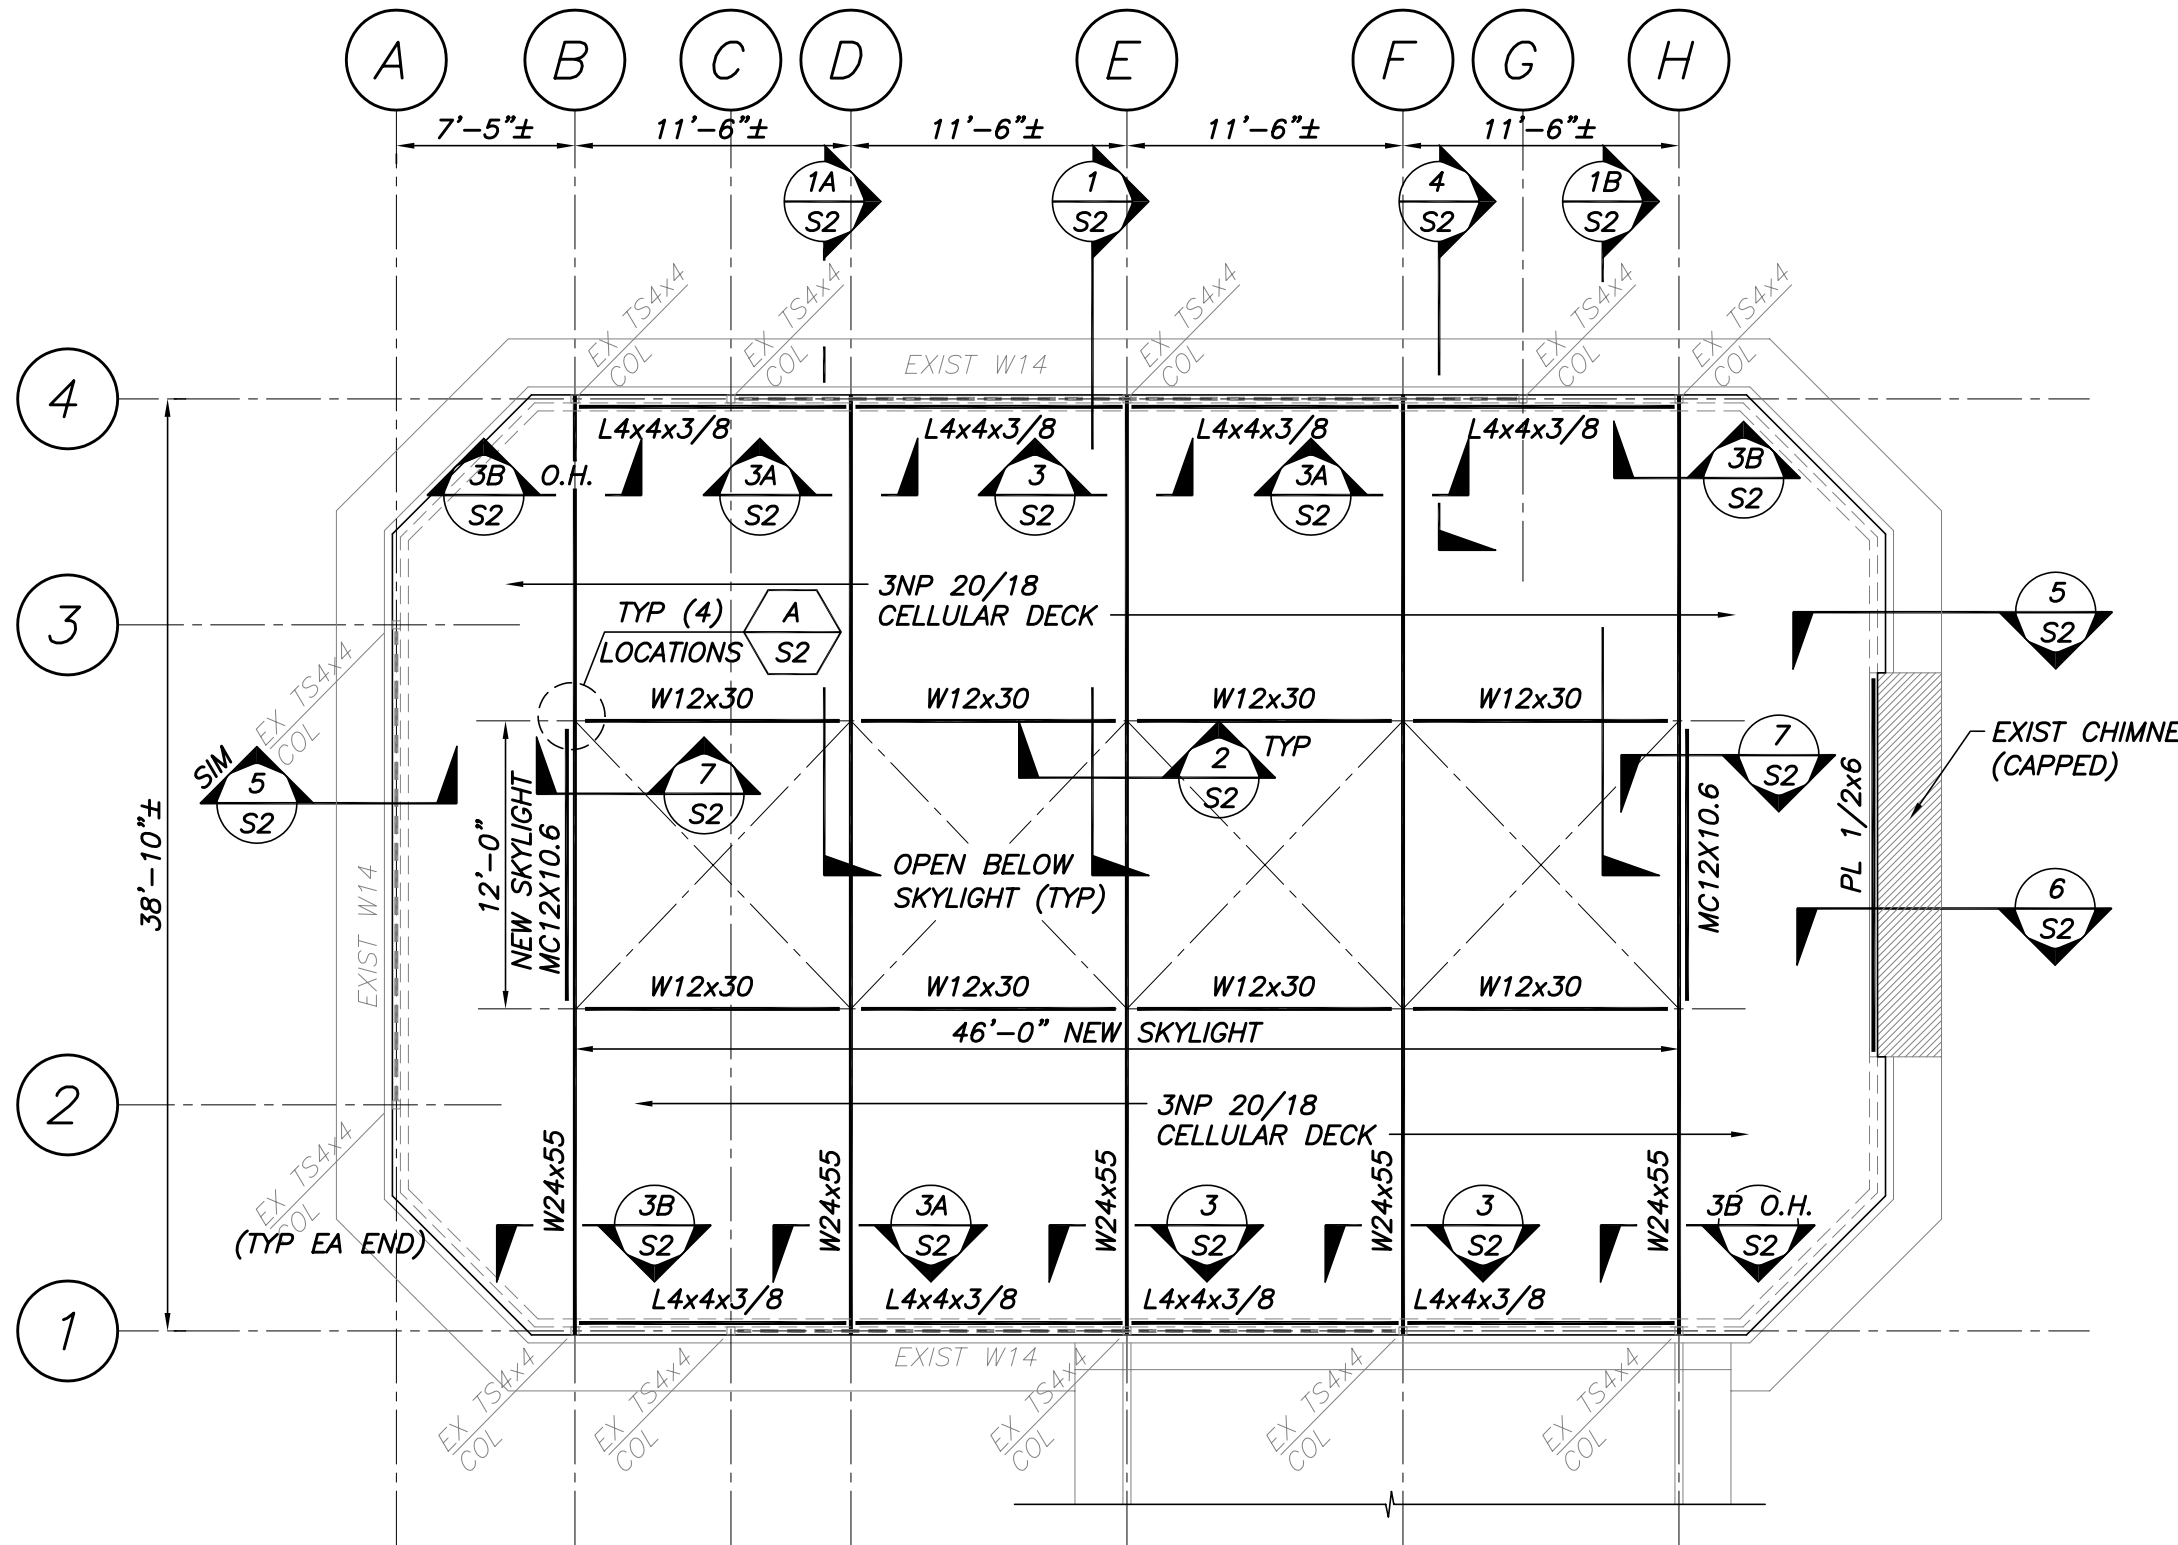 A B C D E F G H
7'-5"± 11'-6"± 11'-6"± 11'-6"± 11'-6"±
1A
S2
1
S2
4
S2
1B
S2
EX TS4x4
COL
EX TS4x4
COL
EX TS4x4
COL
EX TS4x4
COL
EX TS4x4
COL
EXIST W14
4
L4x4x3/8 L4x4x3/8 L4x4x3/8 L4x4x3/8
3B O.H.
S2
3A
S2
3
S2
3A
S2
3B
S2
3NP 20/18
CELLULAR DECK
TYP (4)
LOCATIONS
A
S2
3
5
S2
EX TS4x4
COL
W12x30 W12x30 W12x30 W12x30
SIM
5
S2
7
S2
2
S2
TYP
7
S2
EXIST CHIMNE
(CAPPED)
38'-10"±
12'-0"
NEW SKYLIGHT
MC12X10.6
OPEN BELOW
SKYLIGHT (TYP)
MC12X10.6
PL 1/2x6
6
S2
EXIST W14
W12x30 W12x30 W12x30 W12x30
46'-0" NEW SKYLIGHT
2
3NP 20/18
CELLULAR DECK
EX TS4x4
COL
(TYP EA END)
W24x55 W24x55 W24x55 W24x55 W24x55
3B
S2
3A
S2
3
S2
3
S2
3B O.H.
S2
L4x4x3/8 L4x4x3/8 L4x4x3/8 L4x4x3/8
1
EXIST W14
EX TS4x4
COL
EX TS4x4
COL
EX TS4x4
COL
EX TS4x4
COL
EX TS4x4
COL